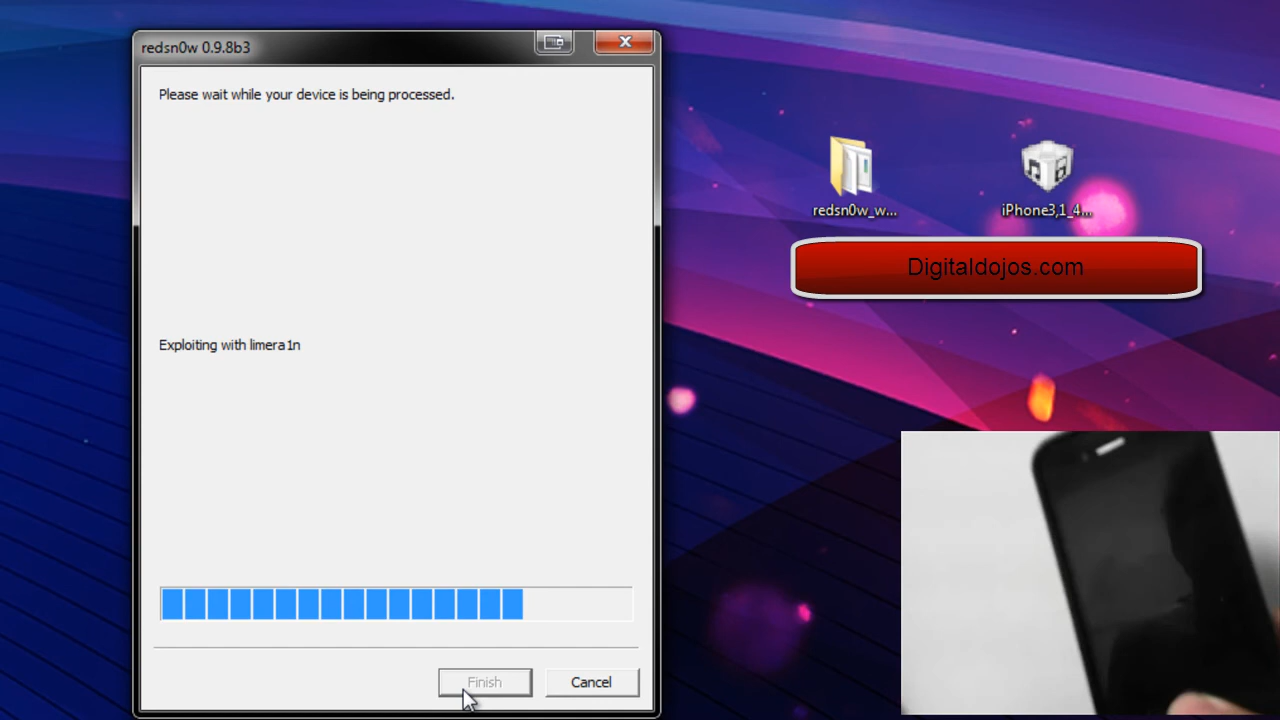 redsn0w 0.9.8b3
Please wait while your device is being processed.
Exploiting with limera1n
Finish
Cancel
redsn0w_w...
iPhone3,1_4...
Digitaldojos.com